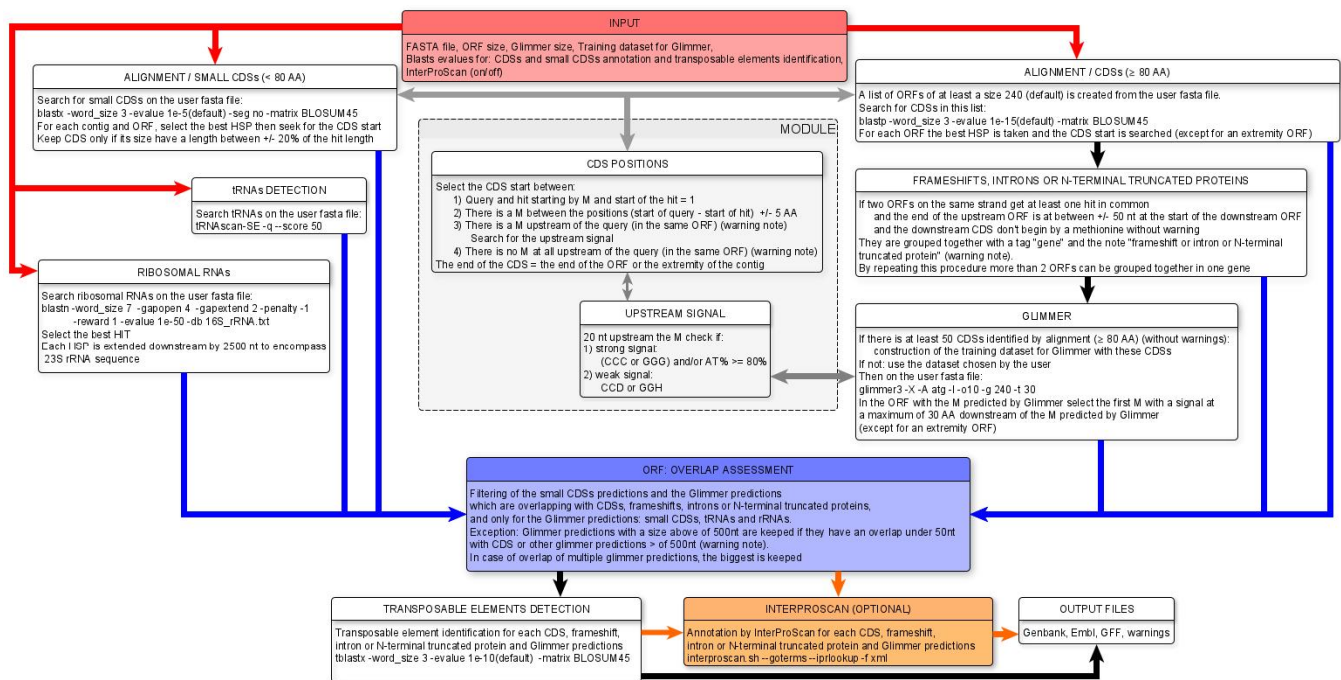 INPUT
FASTA file, ORF size, Glimmer size, Training dataset for Glimmer,
Blasts evalues for: CDSs and small CDSs annotation and transposable elements identification,
InterProScan (on/off)
ALIGNMENT / SMALL CDSs (< 80 AA)
Search for small CDSs on the user fasta file:
blastx -word_size 3 -evalue 1e-5(default) -seg no -matrix BLOSUM45
For each contig and ORF, select the best HSP then seek for the CDS start
Keep CDS only if its size have a length between +/- 20% of the hit length
ALIGNMENT / CDSs (≥ 80 AA)
A list of ORFs of at least a size 240 (default) is created from the user fasta file.
Search for CDSs in this list:
blastp -word_size 3 -evalue 1e-15(default) -matrix BLOSUM45
For each ORF the best HSP is taken and the CDS start is searched (except for an extremity ORF)
MODULE
CDS POSITIONS
Select the CDS start between:
1) Query and hit starting by M and start of the hit = 1
2) There is a M between the positions (start of query - start of hit) +/- 5 AA
3) There is a M upstream of the query (in the same ORF) (warning note)
Search for the upstream signal
4) There is no M at all upstream of the query (in the same ORF) (warning note)
The end of the CDS = the end of the ORF or the extremity of the contig
tRNAs DETECTION
Search tRNAs on the user fasta file:
tRNAscan-SE -q --score 50
FRAMESHIFTS, INTRONS OR N-TERMINAL TRUNCATED PROTEINS
If two ORFs on the same strand get at least one hit in common
and the end of the upstream ORF is at between +/- 50 nt at the start of the downstream ORF
and the downstream CDS don't begin by a methionine without warning
They are grouped together with a tag "gene" and the note "frameshift or intron or N-terminal
truncated protein" (warning note).
By repeating this procedure more than 2 ORFs can be grouped together in one gene
RIBOSOMAL RNAs
Search ribosomal RNAs on the user fasta file:
blastn -word_size 7 -gapopen 4 -gapextend 2 -penalty -1
-reward 1 -evalue 1e-50 -db 16S_rRNA.txt
Select the best HIT
Each HSP is extended downstream by 2500 nt to encompass
23S rRNA sequence
UPSTREAM SIGNAL
20 nt upstream the M check if:
1) strong signal:
(CCC or GGG) and/or AT% >= 80%
2) weak signal:
CCD or GGH
GLIMMER
If there is at least 50 CDSs identified by alignment (≥ 80 AA) (without warnings):
construction of the training dataset for Glimmer with these CDSs
If not: use the dataset chosen by the user
Then on the user fasta file:
glimmer3 -X -A atg -l -o10 -g 240 -t 30
In the ORF with the M predicted by Glimmer select the first M with a signal at
a maximum of 30 AA downstream of the M predicted by Glimmer
(except for an extremity ORF)
ORF: OVERLAP ASSESSMENT
Filtering of the small CDSs predictions and the Glimmer predictions
which are overlapping with CDSs, frameshifts, introns or N-terminal truncated proteins,
and only for the Glimmer predictions: small CDSs, tRNAs and rRNAs.
Exception: Glimmer predictions with a size above of 500nt are keeped if they have an overlap under 50nt
with CDS or other glimmer predictions > of 500nt (warning note).
In case of overlap of multiple glimmer predictions, the biggest is keeped
TRANSPOSABLE ELEMENTS DETECTION
Transposable element identification for each CDS, frameshift,
intron or N-terminal truncated protein and Glimmer predictions
tblastx -word_size 3 -evalue 1e-10(default) -matrix BLOSUM45
INTERPROSCAN (OPTIONAL)
Annotation by InterProScan for each CDS, frameshift,
intron or N-terminal truncated protein and Glimmer predictions
interproscan.sh --goterms --iprlookup -f xml
OUTPUT FILES
Genbank, Embl, GFF, warnings